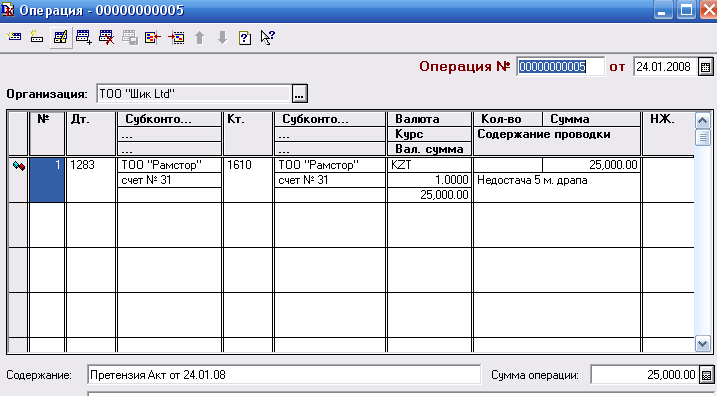 Операция - 00000000005
Операция № 00000000005 от 24.01.2008
Организация: ТОО "Шик Ltd" ...
№ Дт. Субконто... Кт. Субконто... Валюта Кол-во Сумма НЖ.
... ... Курс Содержание проводки
... ... Вал. сумма
1 1283 ТОО "Рамстор" 1610 ТОО "Рамстор" KZT 25,000.00
счет № 31 счет № 31 1.0000 Недостача 5 м. драпа
25,000.00
Содержание: Претензия Акт от 24.01.08 Сумма операции: 25,000.00